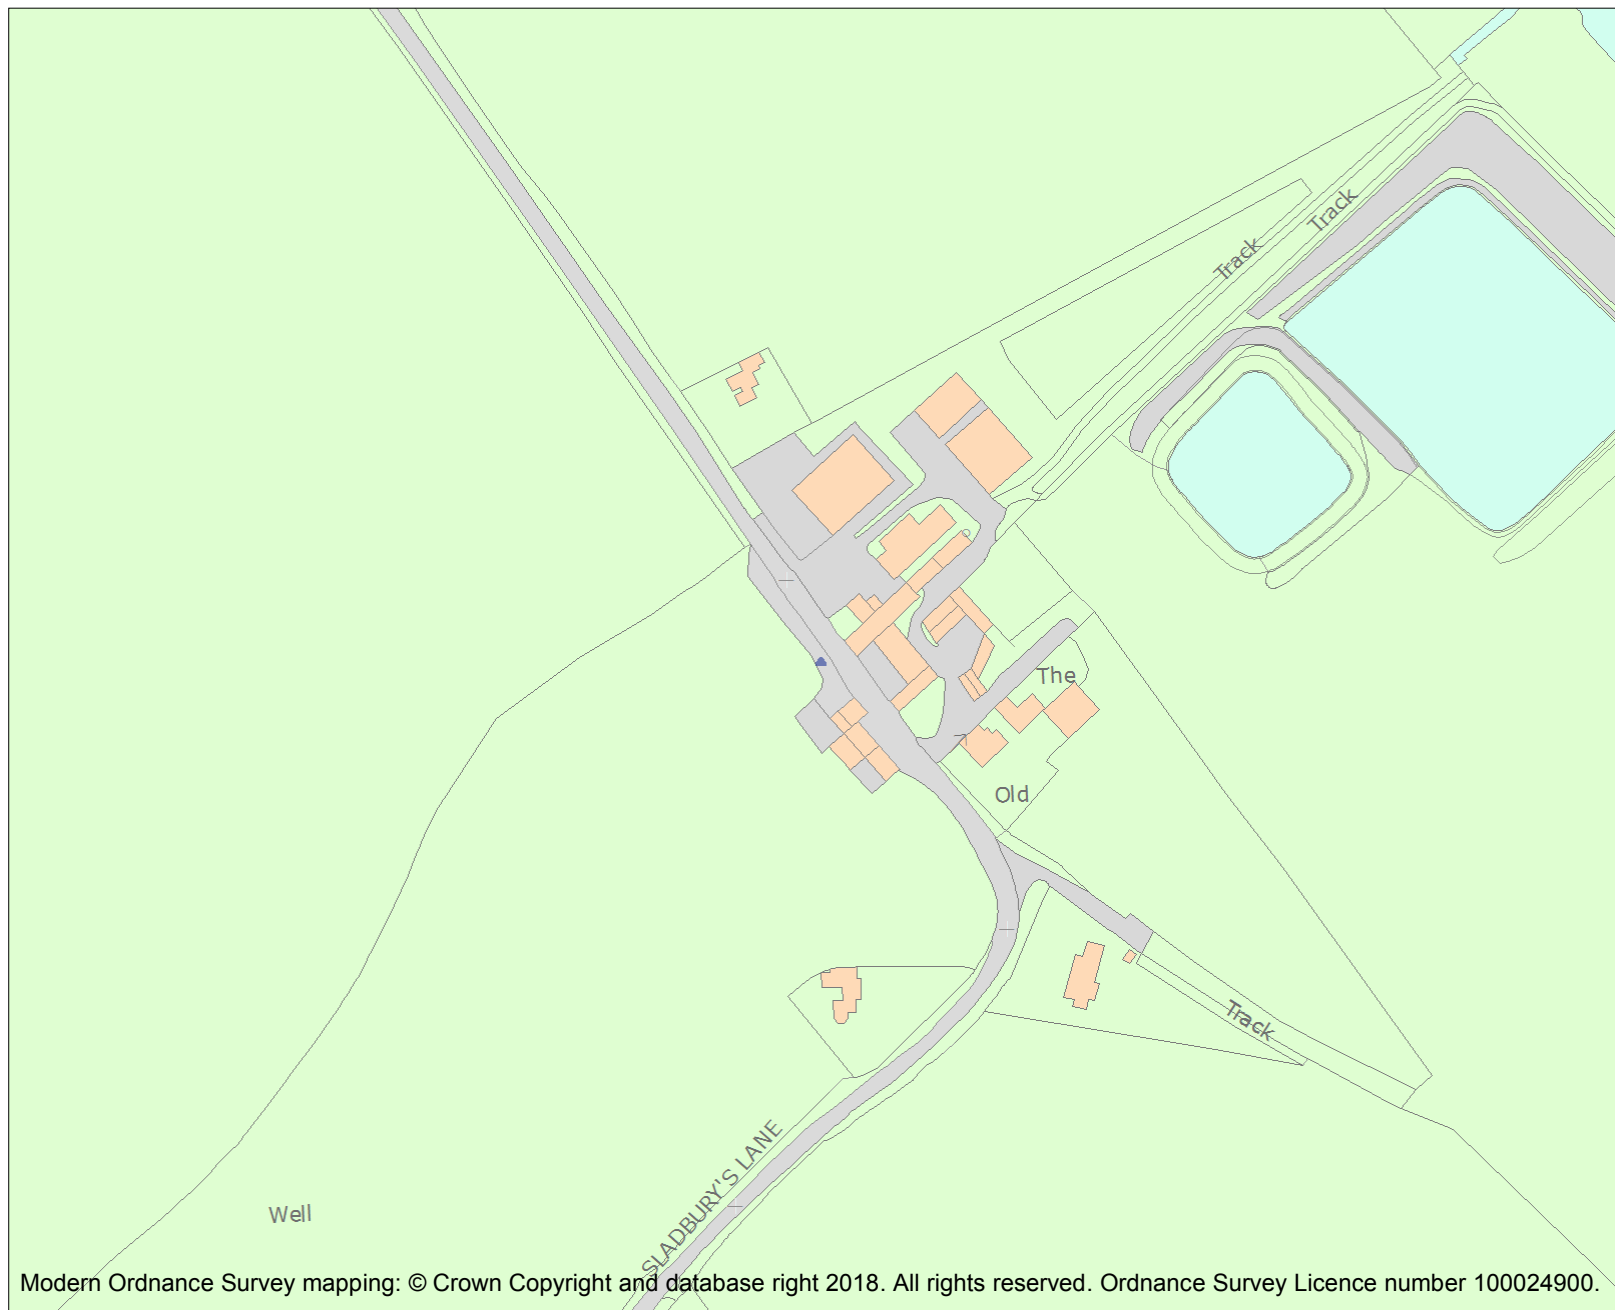 Track
Track
The
Old
Track
SLADBURY'S LANE
Well
Modern Ordnance Survey mapping: © Crown Copyright and database right 2018. All rights reserved. Ordnance Survey Licence number 100024900.